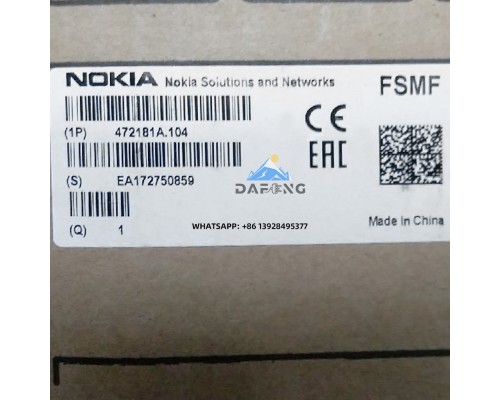 NOKIA Nokia Solutions and Networks FSMF
(1P) 472181A.104
CE
EAC
(S) EA172750859
DAFENG
WHATSAPP: +86 13928495377
(Q) 1
Made in China